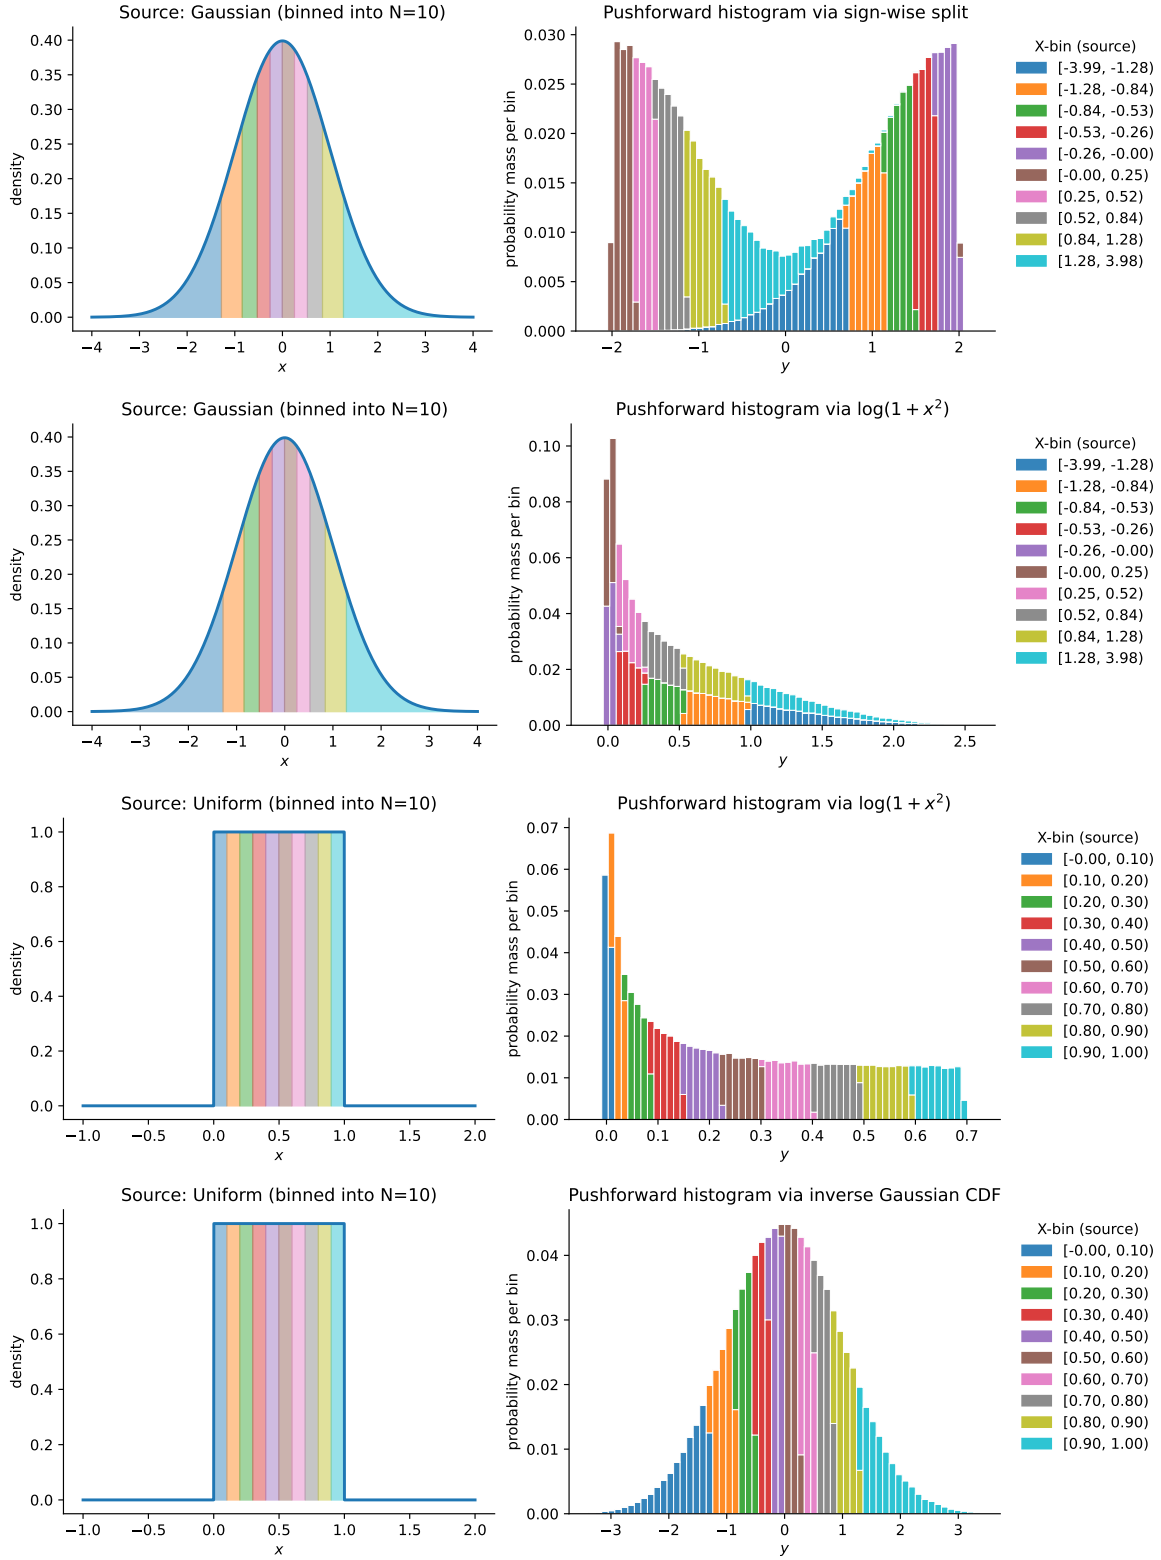 Source: Gaussian (binned into N=10)
density
0.40
0.35
0.30
0.25
0.20
0.15
0.10
0.05
0.00
−4 −3 −2 −1 0 1 2 3 4
x
Pushforward histogram via sign-wise split
probability mass per bin
0.030
0.025
0.020
0.015
0.010
0.005
0.000
−2 −1 0 1 2
y
X-bin (source)
[-3.99, -1.28)
[-1.28, -0.84)
[-0.84, -0.53)
[-0.53, -0.26)
[-0.26, -0.00)
[-0.00, 0.25)
[0.25, 0.52)
[0.52, 0.84)
[0.84, 1.28)
[1.28, 3.98)
Source: Gaussian (binned into N=10)
density
0.40
0.35
0.30
0.25
0.20
0.15
0.10
0.05
0.00
−4 −3 −2 −1 0 1 2 3 4
x
Pushforward histogram via log(1 + x²)
probability mass per bin
0.10
0.08
0.06
0.04
0.02
0.00
0.0 0.5 1.0 1.5 2.0 2.5
y
X-bin (source)
[-3.99, -1.28)
[-1.28, -0.84)
[-0.84, -0.53)
[-0.53, -0.26)
[-0.26, -0.00)
[-0.00, 0.25)
[0.25, 0.52)
[0.52, 0.84)
[0.84, 1.28)
[1.28, 3.98)
Source: Uniform (binned into N=10)
density
1.0
0.8
0.6
0.4
0.2
0.0
−1.0 −0.5 0.0 0.5 1.0 1.5 2.0
x
Pushforward histogram via log(1 + x²)
probability mass per bin
0.07
0.06
0.05
0.04
0.03
0.02
0.01
0.00
0.0 0.1 0.2 0.3 0.4 0.5 0.6 0.7
y
X-bin (source)
[-0.00, 0.10)
[0.10, 0.20)
[0.20, 0.30)
[0.30, 0.40)
[0.40, 0.50)
[0.50, 0.60)
[0.60, 0.70)
[0.70, 0.80)
[0.80, 0.90)
[0.90, 1.00)
Source: Uniform (binned into N=10)
density
1.0
0.8
0.6
0.4
0.2
0.0
−1.0 −0.5 0.0 0.5 1.0 1.5 2.0
x
Pushforward histogram via inverse Gaussian CDF
probability mass per bin
0.04
0.03
0.02
0.01
0.00
−3 −2 −1 0 1 2 3
y
X-bin (source)
[-0.00, 0.10)
[0.10, 0.20)
[0.20, 0.30)
[0.30, 0.40)
[0.40, 0.50)
[0.50, 0.60)
[0.60, 0.70)
[0.70, 0.80)
[0.80, 0.90)
[0.90, 1.00)